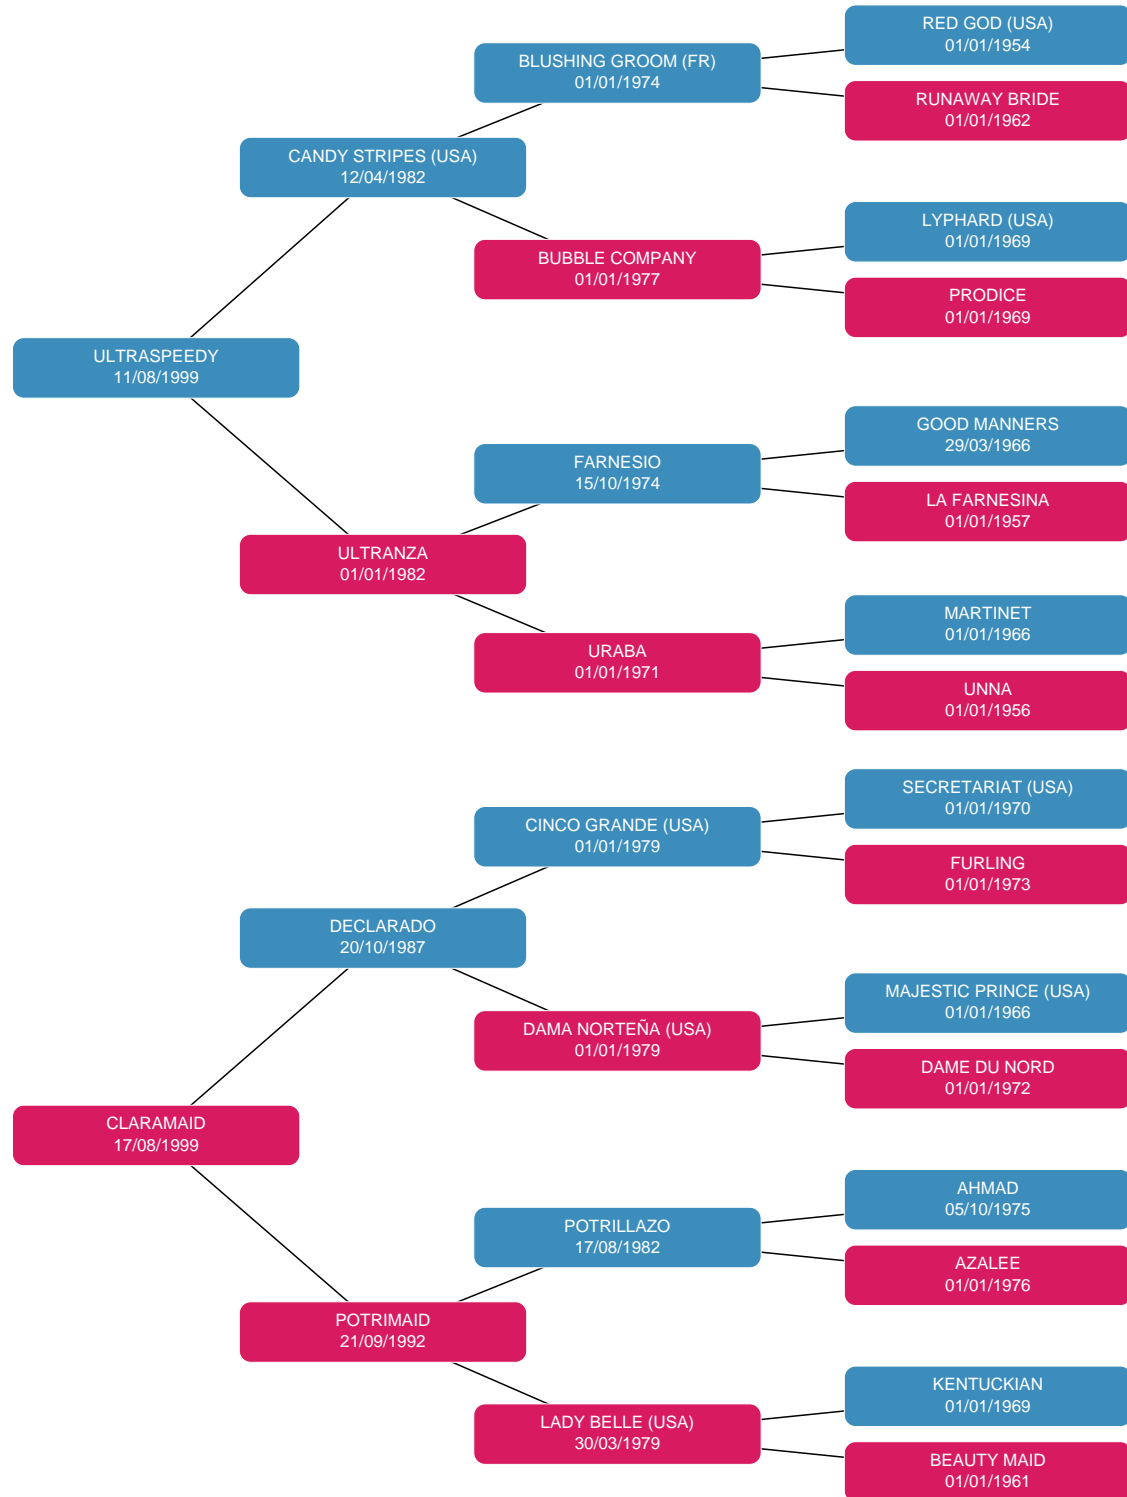 RED GOD (USA)
01/01/1954
BLUSHING GROOM (FR)
01/01/1974
RUNAWAY BRIDE
01/01/1962
CANDY STRIPES (USA)
12/04/1982
LYPHARD (USA)
01/01/1969
BUBBLE COMPANY
01/01/1977
PRODICE
01/01/1969
ULTRASPEEDY
11/08/1999
GOOD MANNERS
29/03/1966
FARNESIO
15/10/1974
LA FARNESINA
01/01/1957
ULTRANZA
01/01/1982
MARTINET
01/01/1966
URABA
01/01/1971
UNNA
01/01/1956
SECRETARIAT (USA)
01/01/1970
CINCO GRANDE (USA)
01/01/1979
FURLING
01/01/1973
DECLARADO
20/10/1987
MAJESTIC PRINCE (USA)
01/01/1966
DAMA NORTEÑA (USA)
01/01/1979
DAME DU NORD
01/01/1972
CLARAMAID
17/08/1999
AHMAD
05/10/1975
POTRILLAZO
17/08/1982
AZALEE
01/01/1976
POTRIMAID
21/09/1992
KENTUCKIAN
01/01/1969
LADY BELLE (USA)
30/03/1979
BEAUTY MAID
01/01/1961